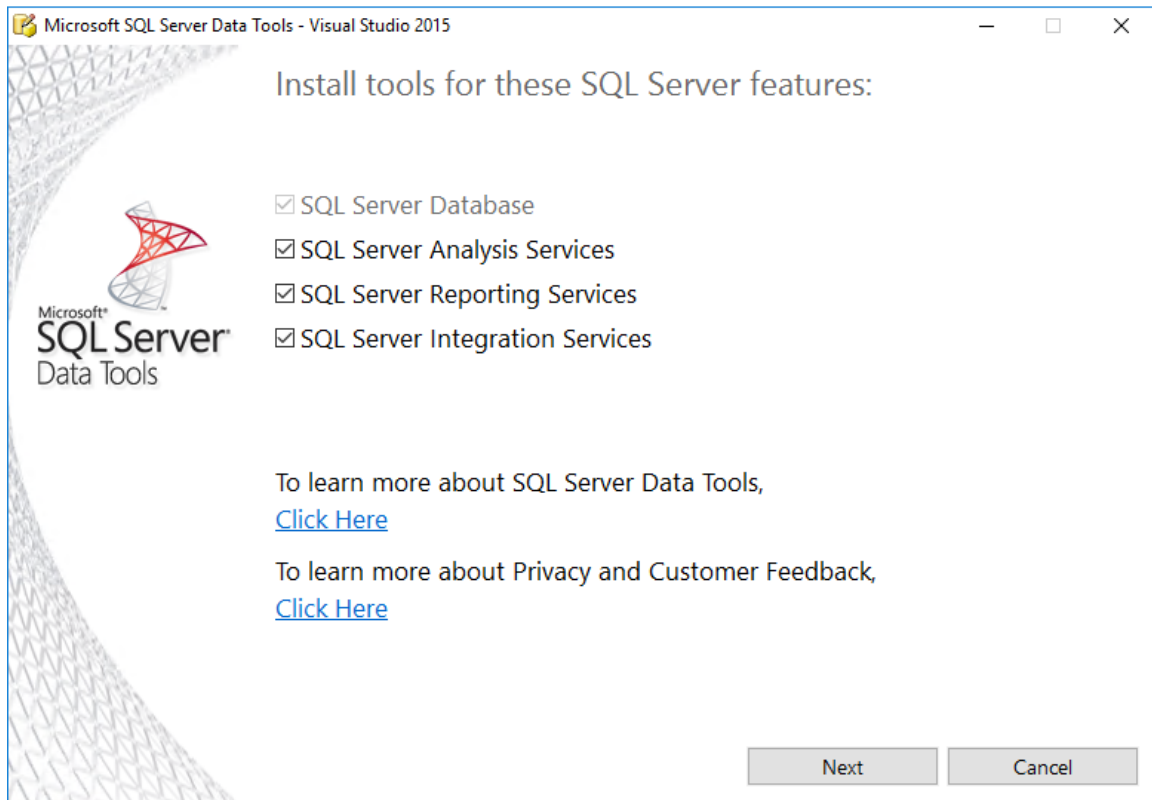 Microsoft SQL Server Data Tools - Visual Studio 2015
Install tools for these SQL Server features:
SQL Server Database
SQL Server Analysis Services
SQL Server Reporting Services
SQL Server Integration Services
Microsoft®
SQL Server®
Data Tools
To learn more about SQL Server Data Tools,
Click Here
To learn more about Privacy and Customer Feedback,
Click Here
Next Cancel